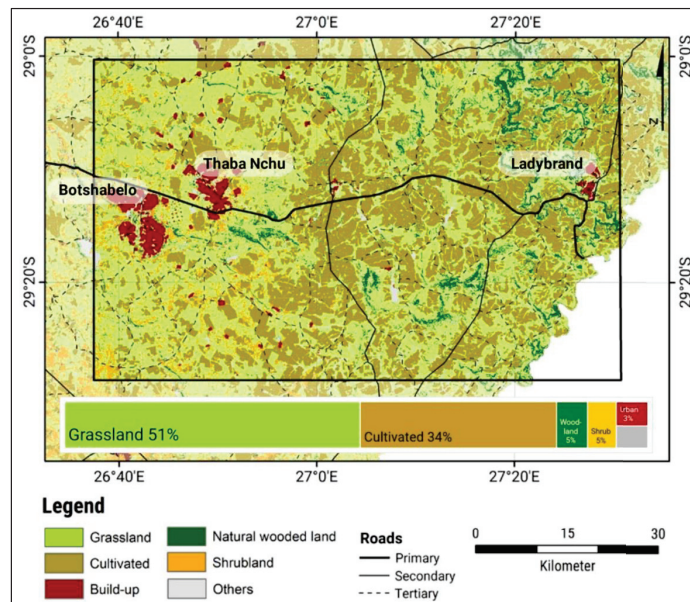 26°40'E 27°0'E 27°20'E
29°0'S 29°0'S
Thaba Nchu Ladybrand
Botshabelo
29°20'S 29°20'S
Grassland 51% Cultivated 34% Wood-
land
5% Shrub
5% Urban
3%
26°40'E 27°0'E 27°20'E
Legend
Grassland Natural wooded land
Cultivated Shrubland
Build-up Others
Roads
Primary
Secondary
Tertiary
0 15 30
Kilometer
N